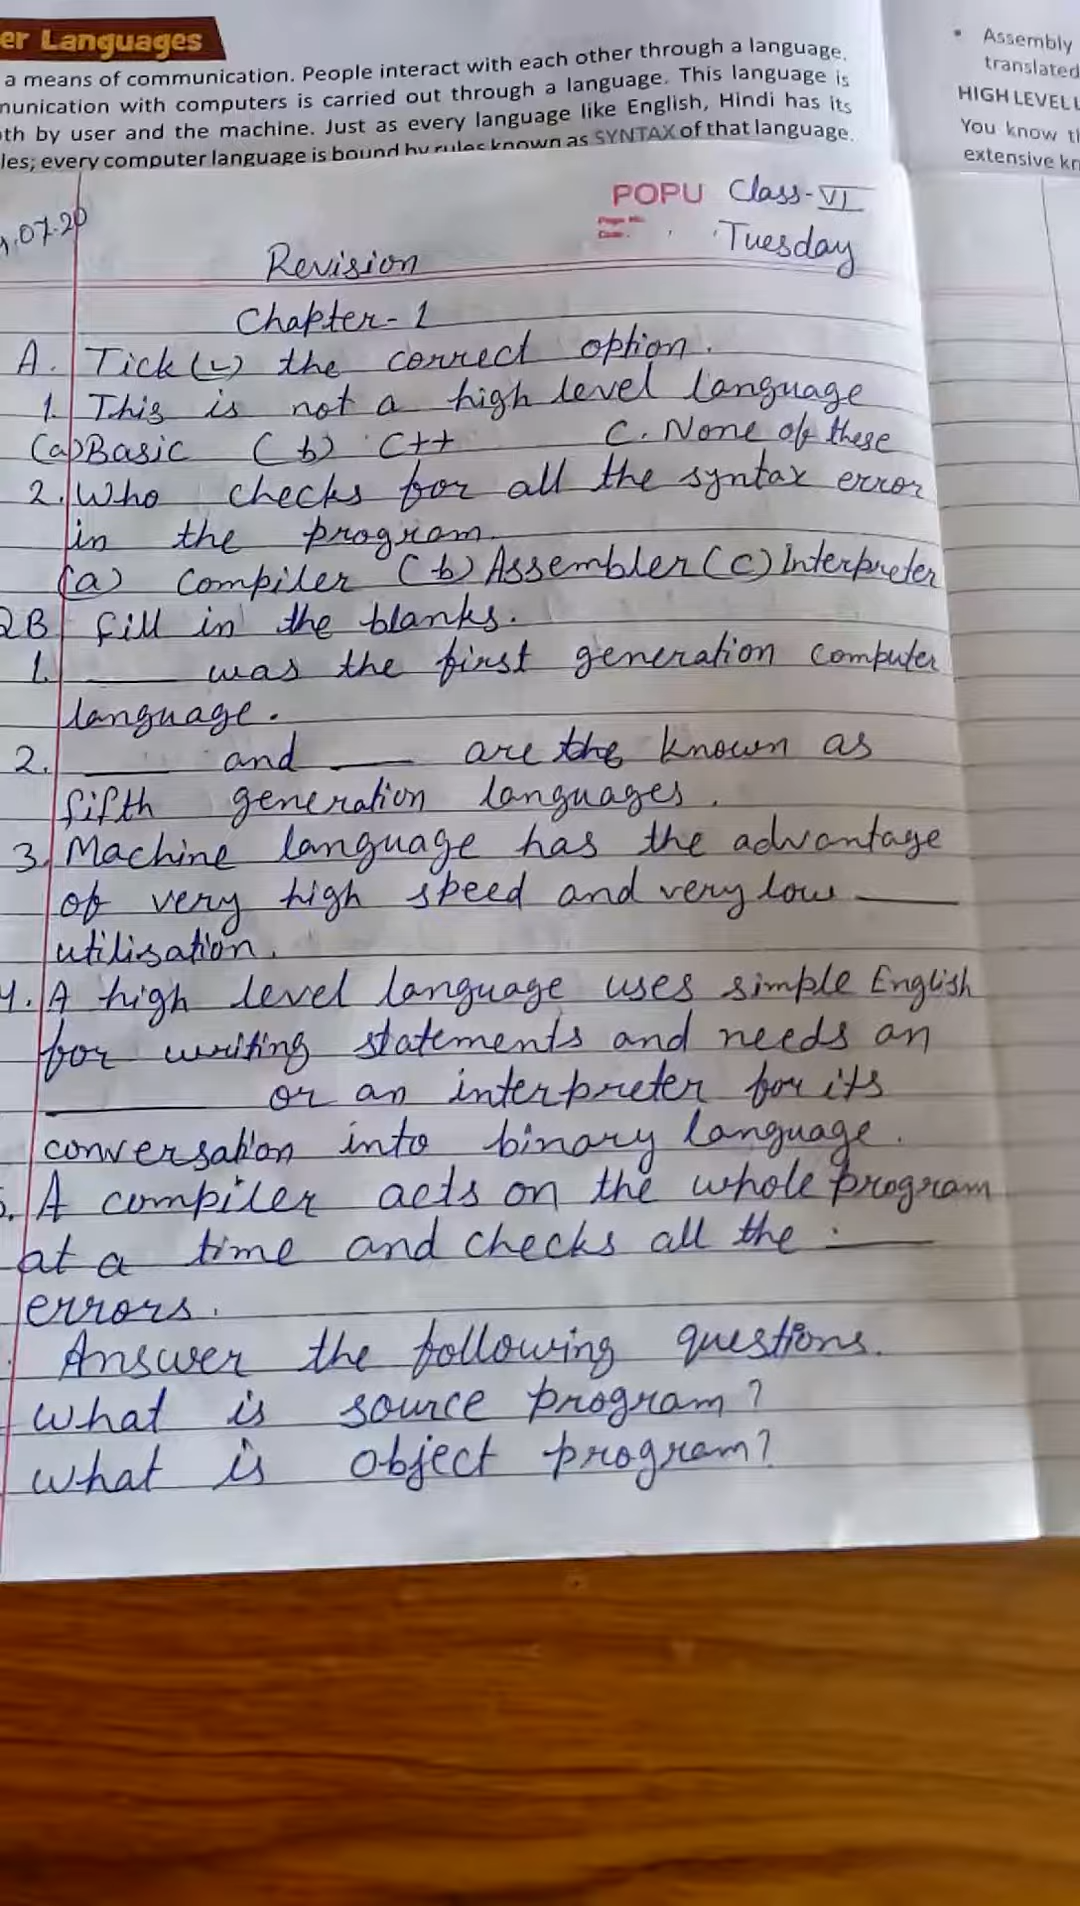 er Languages
a means of communication. People interact with each other through a language.
nunication with computers is carried out through a language. This language is
oth by user and the machine. Just as every language like English, Hindi has its
les; every computer language is bound by rules known as SYNTAX of that language.
• Assembly
translated
HIGH LEVEL L
You know th
extensive kn
POPU Class-VI
.07.20
Tuesday
Revision
Chapter-1
A. Tick (✓) the correct option.
1. This is not a high level language
(a) Basic (b) C++ C. None of these
2. Who checks for all the syntax error
in the program.
(a) Compiler (b) Assembler (c) Interpreter
2B fill in the blanks.
1. ____ was the first generation computer
language.
2. ____ and ____ are the known as
fifth generation languages.
3. Machine language has the advantage
of very high speed and very low ____
utilisation.
4. A high level language uses simple English
for writing statements and needs an
____ or an interpreter for its
conversation into binary language.
5. A compiler acts on the whole program
at a time and checks all the ____
errors.
Answer the following questions.
what is source program?
what is object program?